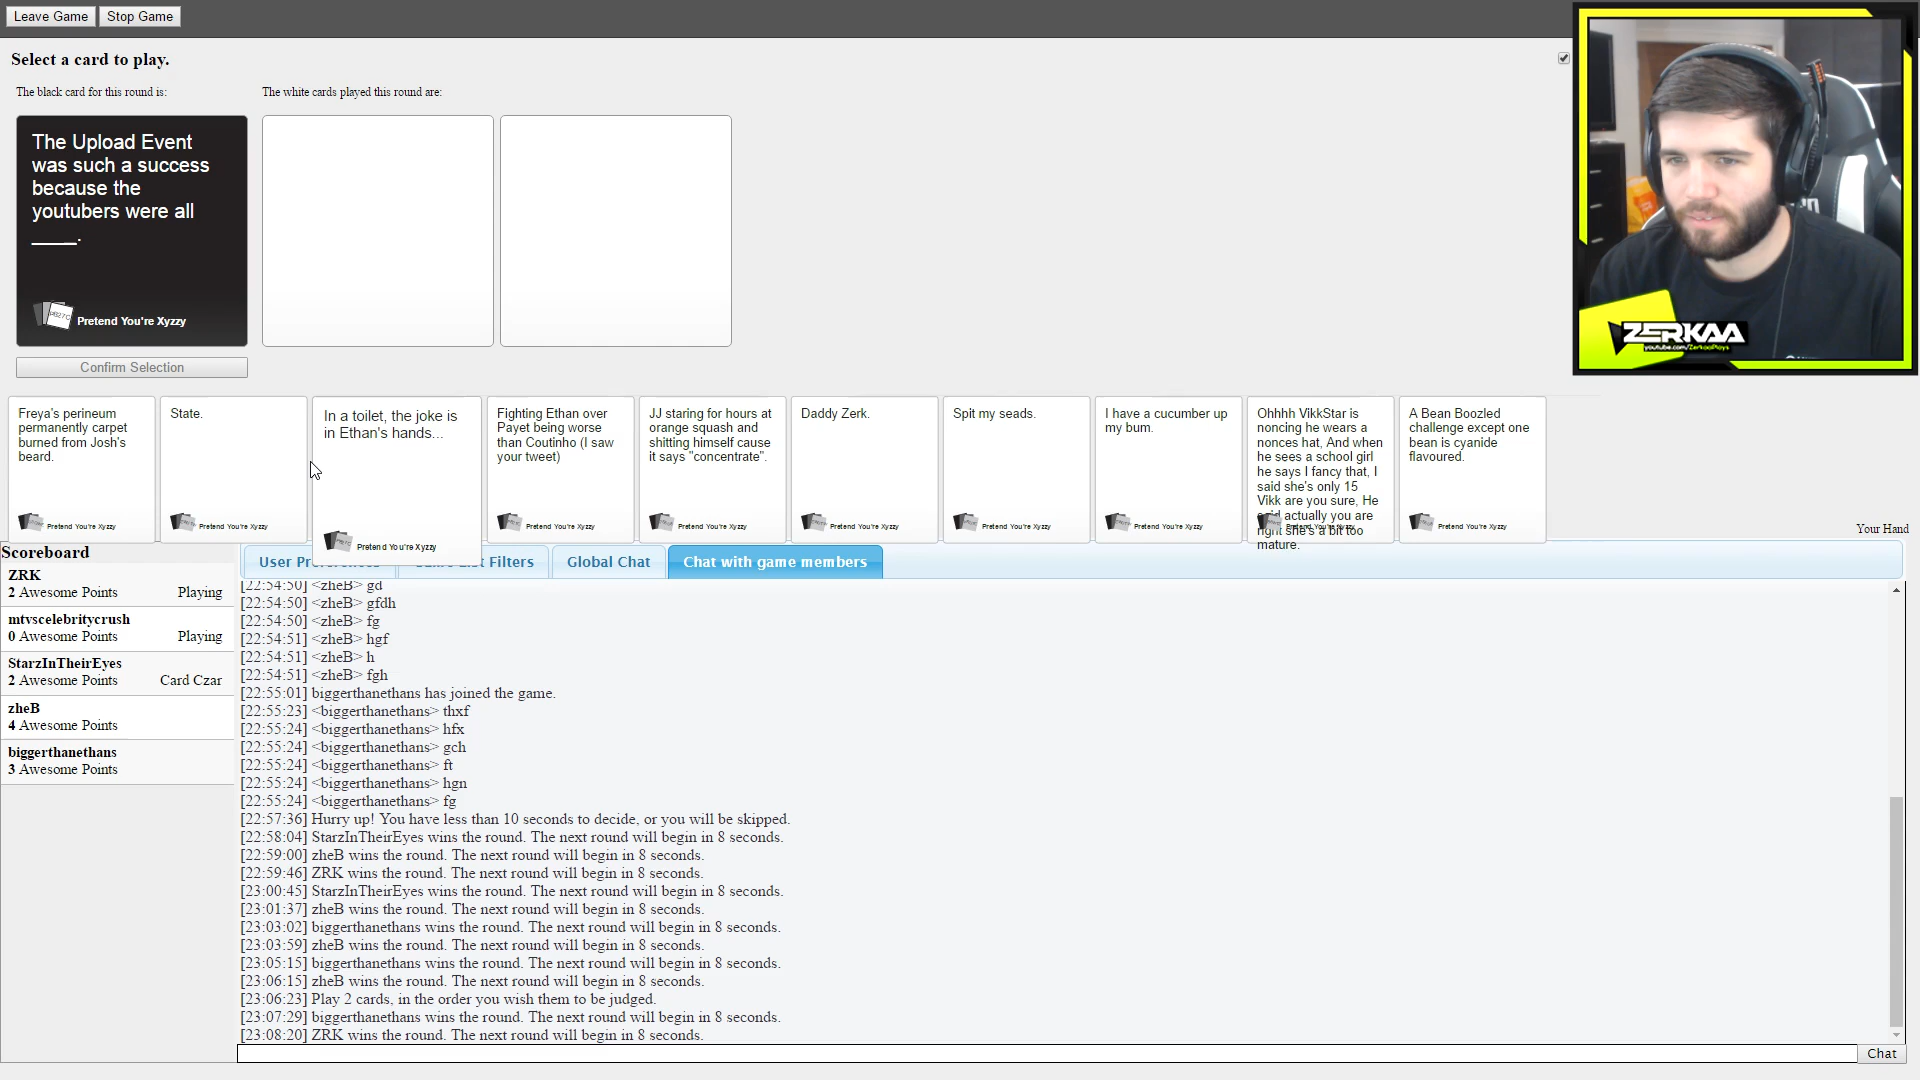 Leave Game Stop Game
Select a card to play.
The black card for this round is:
The white cards played this round are:
The Upload Event
was such a success
because the
youtubers were all
____.
Pretend You're Xyzzy
Confirm Selection
ZERKAA
youtube.com/ZerkaaPlays
Freya's perineum
permanently carpet
burned from Josh's
beard.
Pretend You're Xyzzy
State.
Pretend You're Xyzzy
In a toilet, the joke is
in Ethan's hands...
Pretend You're Xyzzy
Fighting Ethan over
Payet being worse
than Coutinho (I saw
your tweet)
Pretend You're Xyzzy
JJ staring for hours at
orange squash and
shitting himself cause
it says "concentrate".
Pretend You're Xyzzy
Daddy Zerk.
Pretend You're Xyzzy
Spit my seads.
Pretend You're Xyzzy
I have a cucumber up
my bum.
Pretend You're Xyzzy
Ohhhh VikkStar is
noncing he wears a
nonces hat, And when
he sees a school girl
he says I fancy that, I
said she's only 15
Vikk are you sure, He
said actually you are
right she's a bit too
mature.
A Bean Boozled
challenge except one
bean is cyanide
flavoured.
Pretend You're Xyzzy
Your Hand
Scoreboard
ZRK
2 Awesome Points Playing
mtvscelebritycrush
0 Awesome Points Playing
StarzInTheirEyes
2 Awesome Points Card Czar
zheB
4 Awesome Points
biggerthanethans
3 Awesome Points
User Filters Global Chat Chat with game members
[22:54:50] <zheB> gd
[22:54:50] <zheB> gfdh
[22:54:50] <zheB> fg
[22:54:51] <zheB> hgf
[22:54:51] <zheB> h
[22:54:51] <zheB> fgh
[22:55:01] biggerthanethans has joined the game.
[22:55:23] <biggerthanethans> thxf
[22:55:24] <biggerthanethans> hfx
[22:55:24] <biggerthanethans> gch
[22:55:24] <biggerthanethans> ft
[22:55:24] <biggerthanethans> hgn
[22:55:24] <biggerthanethans> fg
[22:57:36] Hurry up! You have less than 10 seconds to decide, or you will be skipped.
[22:58:04] StarzInTheirEyes wins the round. The next round will begin in 8 seconds.
[22:59:00] zheB wins the round. The next round will begin in 8 seconds.
[22:59:46] ZRK wins the round. The next round will begin in 8 seconds.
[23:00:45] StarzInTheirEyes wins the round. The next round will begin in 8 seconds.
[23:01:37] zheB wins the round. The next round will begin in 8 seconds.
[23:03:02] biggerthanethans wins the round. The next round will begin in 8 seconds.
[23:03:59] zheB wins the round. The next round will begin in 8 seconds.
[23:05:15] biggerthanethans wins the round. The next round will begin in 8 seconds.
[23:06:15] zheB wins the round. The next round will begin in 8 seconds.
[23:06:23] Play 2 cards, in the order you wish them to be judged.
[23:07:29] biggerthanethans wins the round. The next round will begin in 8 seconds.
[23:08:20] ZRK wins the round. The next round will begin in 8 seconds.
Chat